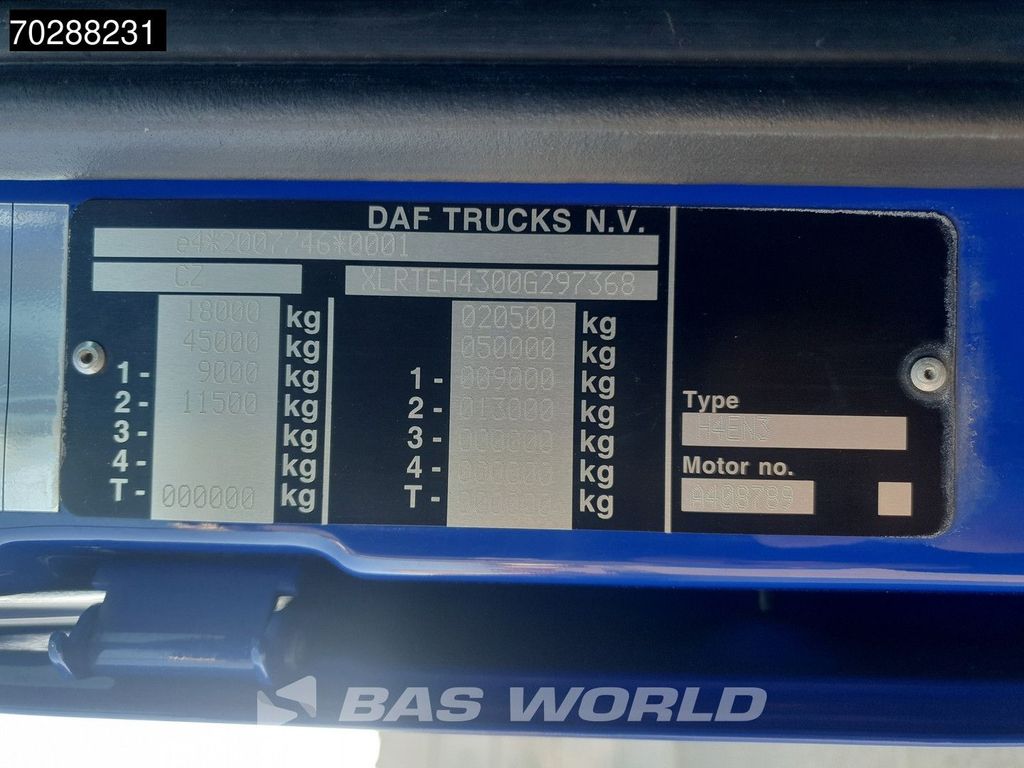 70288231
DAF TRUCKS N.V.
e4*2007/46*0001
CZ XLRTEH4300G297368
18000 kg 020500 kg
45000 kg 050000 kg
1- 9000 kg 1- 009000 kg
2- 11500 kg 2- 013000 kg
3- kg 3- 000000 kg
4- kg 4- 000000 kg
T- 000000 kg T- 000000 kg
Type
H4EN3
Motor no.
A408789
BAS WORLD